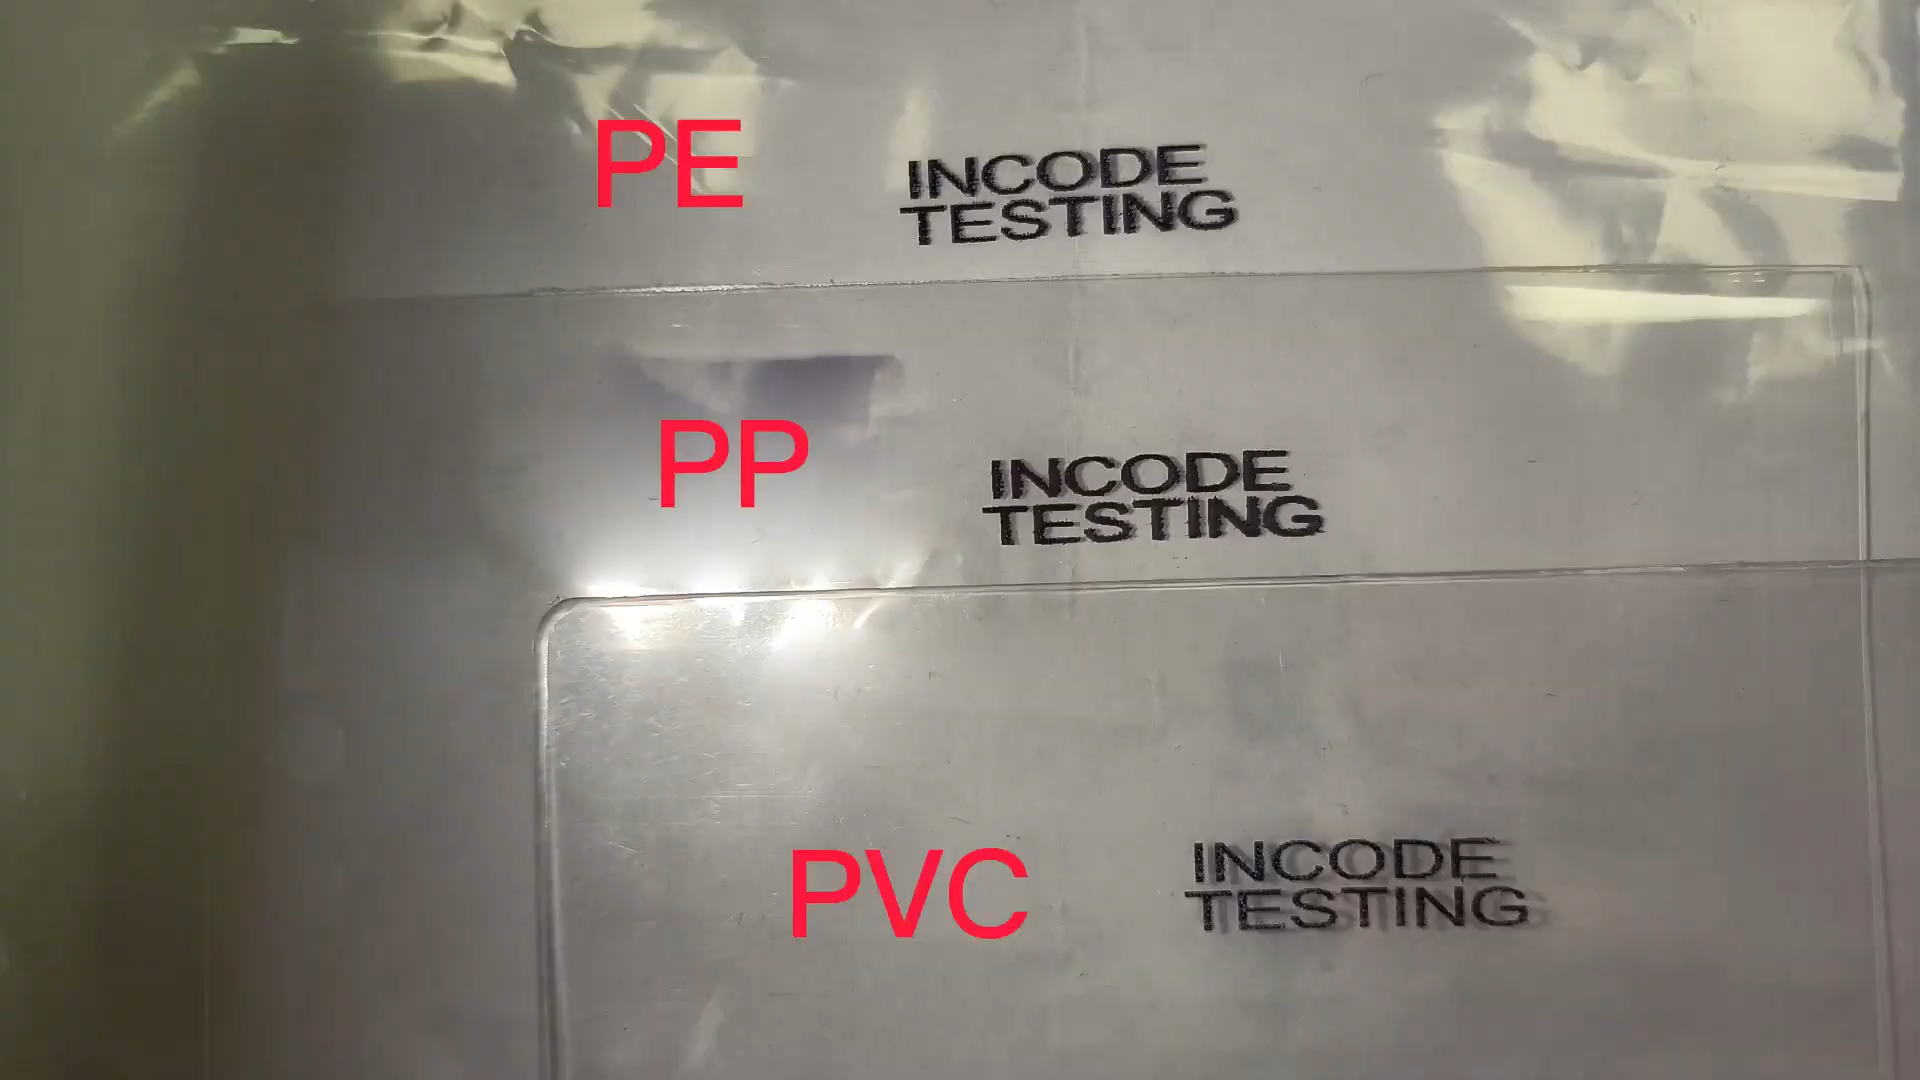 PE
INCODE
TESTING
PP
INCODE
TESTING
PVC
INCODE
TESTING